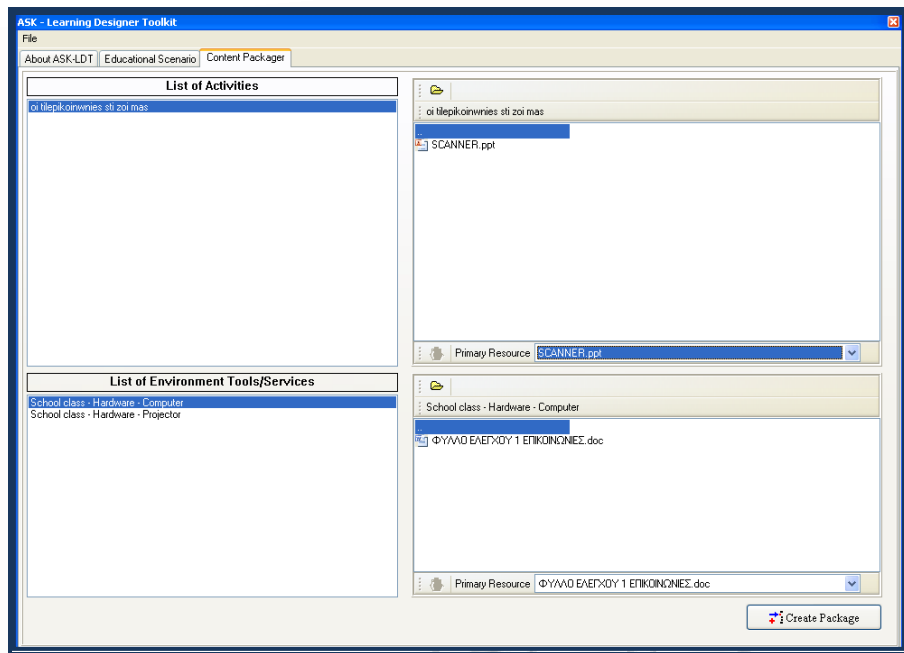 ASK - Learning Designer Toolkit
File
About ASK-LDT Educational Scenario Content Packager
List of Activities
oi tilepikoinwnies sti zoi mas
oi tilepikoinwnies sti zoi mas
..
SCANNER.ppt
Primary Resource SCANNER.ppt
List of Environment Tools/Services
School class - Hardware - Computer
School class - Hardware - Projector
School class - Hardware - Computer
..
ΦΥΛΛΟ ΕΛΕΓΧΟΥ 1 ΕΠΙΚΟΙΝΩΝΙΕΣ.doc
Primary Resource ΦΥΛΛΟ ΕΛΕΓΧΟΥ 1 ΕΠΙΚΟΙΝΩΝΙΕΣ.doc
Create Package